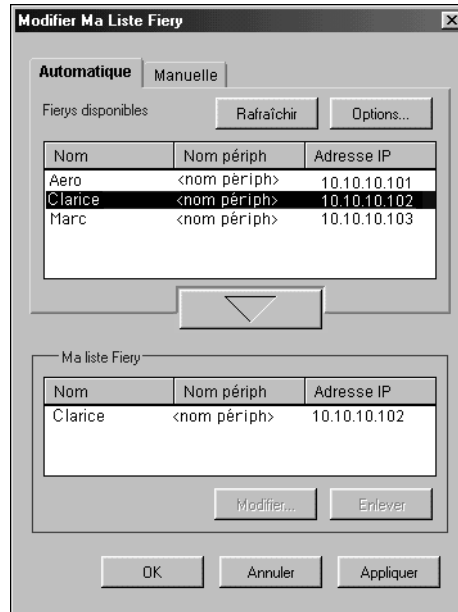 Modifier Ma Liste Fiery
Automatique Manuelle
Fierys disponibles Rafraîchir Options...
Nom Nom périph Adresse IP
Aero <nom pèriph> 10.10.10.101
Clarice <nom périph> 10.10.10.102
Marc <nom périph> 10.10.10.103
Ma liste Fiery
Nom Nom périph Adresse IP
Clarice <nom périph> 10.10.10.102
Modifier... Enlever
OK Annuler Appliquer